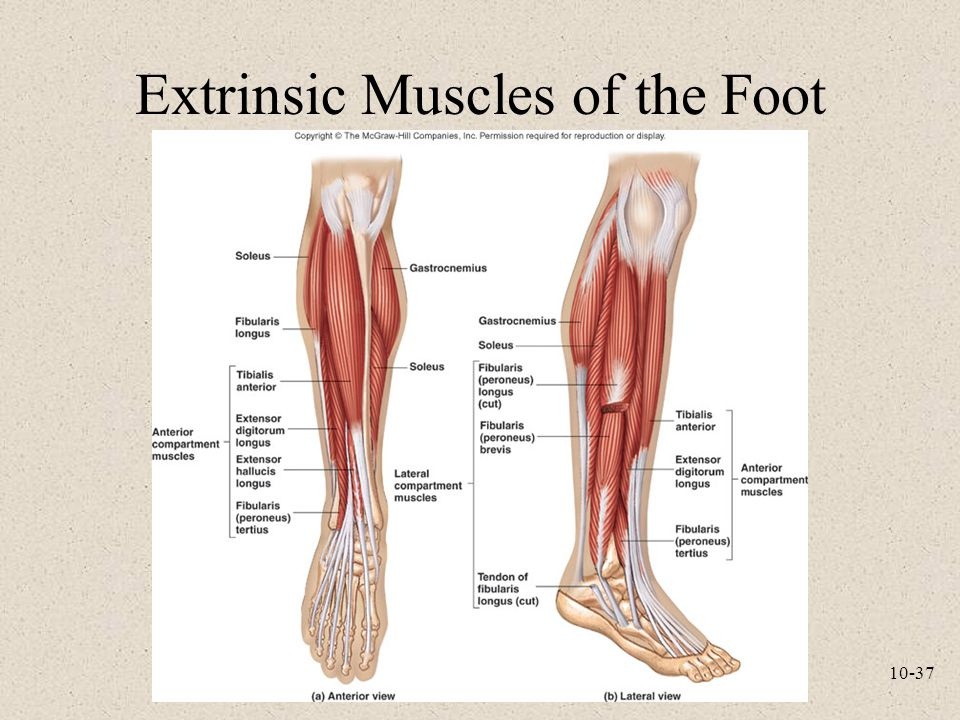 Extrinsic Muscles of the Foot
Copyright © The McGraw-Hill Companies, Inc. Permission required for reproduction or display.
Soleus
Gastrocnemius
Fibularis
longus
Soleus
Tibialis
anterior
Extensor
digitorum
longus
Anterior
compartment
muscles
Extensor
hallucis
longus
Fibularis
(peroneus)
tertius
(a) Anterior view
Gastrocnemius
Soleus
Fibularis
(peroneus)
longus
(cut)
Fibularis
(peroneus)
brevis
Lateral
compartment
muscles
Tendon of
fibularis
longus (cut)
Tibialis
anterior
Extensor
digitorum
longus
Anterior
compartment
muscles
Fibularis
(peroneus)
tertius
(b) Lateral view
10-37